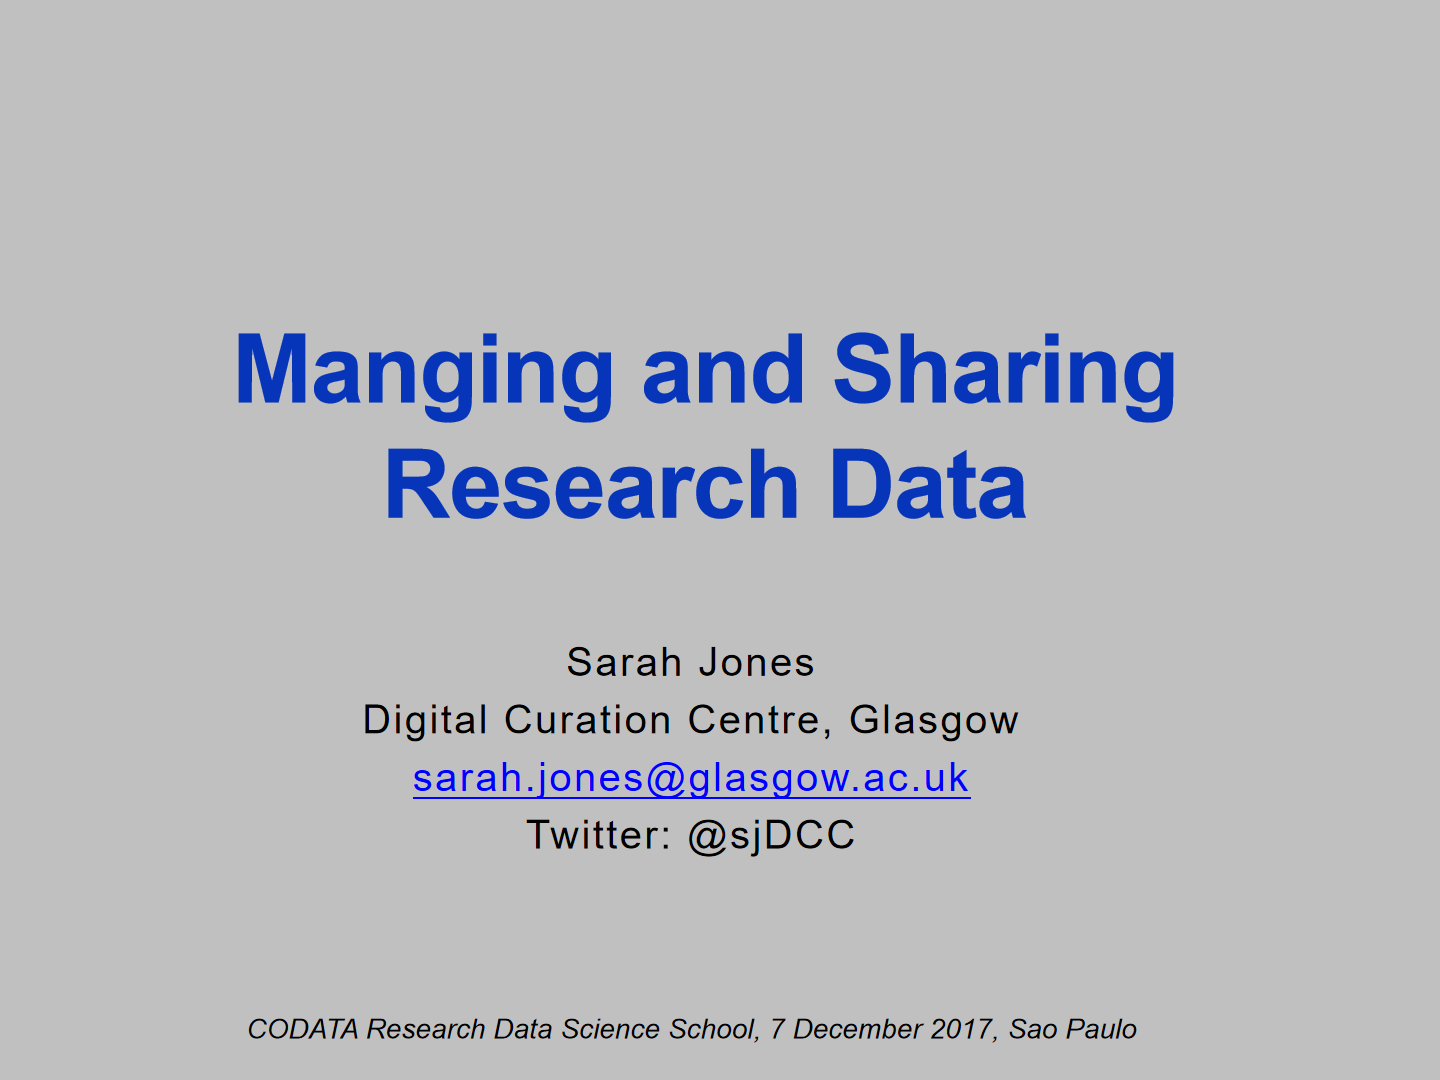 Manging and Sharing
Research Data
Sarah Jones
Digital Curation Centre, Glasgow
sarah.jones@glasgow.ac.uk
Twitter: @sjDCC
CODATA Research Data Science School, 7 December 2017, Sao Paulo